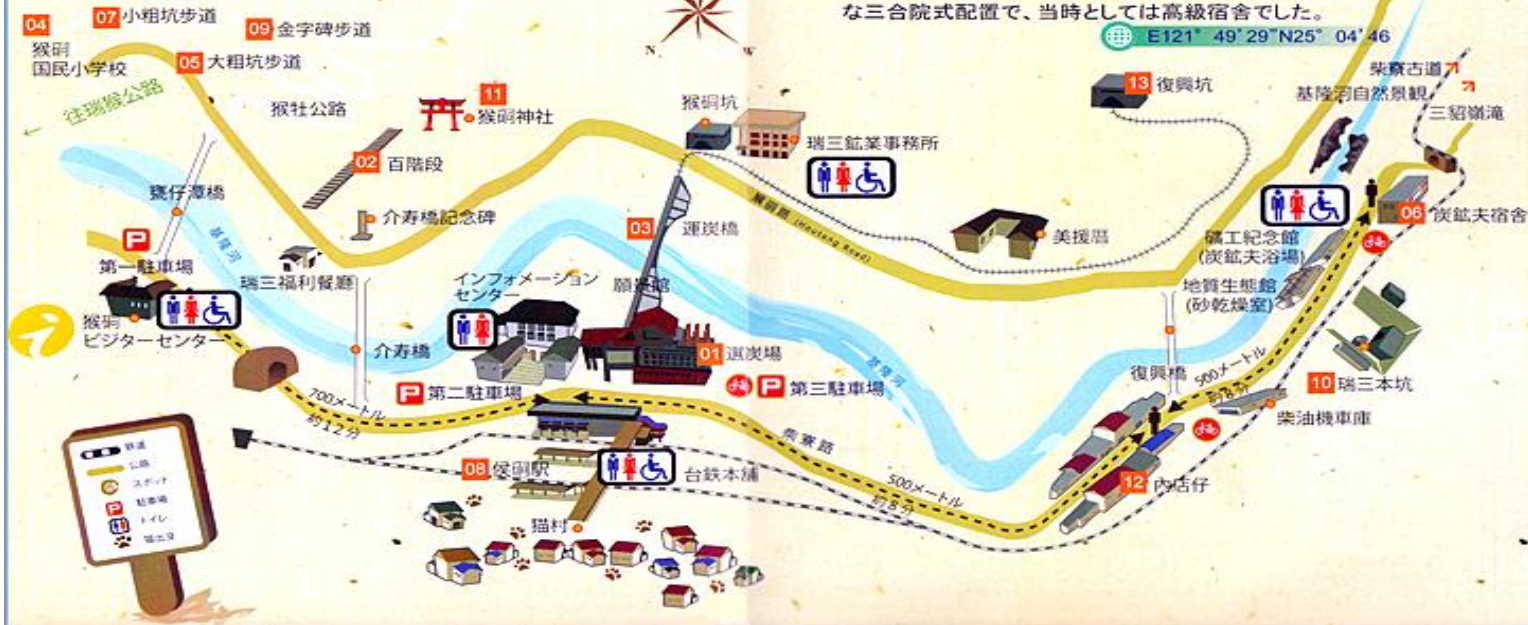 な三合院式配置で、当時としては高級宿舎でした。
E121° 49' 29"N25° 04' 46
04
猴硐
国民小学校
07 小粗坑歩道
09 金字碑歩道
05 大粗坑歩道
← 往瑞猴公路
猴牡公路
11
猴硐神社
N
W
02 百階段
介寿橋記念碑
甕仔潭橋
基隆河
P
第一駐車場
猴硐
ビジターセンター
瑞三福利餐廳
介寿橋
インフォメーション
センター
猴硐坑
瑞三鉱業事務所
03 運炭橋
願景館
01 選炭場
猴硐路 (Houtong Road)
美援厝
13 復興坑
柴寮古道
基隆河自然景観
三貂嶺滝
06 炭鉱夫宿舎
礦工紀念館
(炭鉱夫浴場)
地質生態館
(砂乾燥室)
復興橋
基隆河
10 瑞三本坑
柴油機車庫
500メートル
約8分
12 內店仔
P 第二駐車場
P 第三駐車場
700メートル
約12分
柴寮路
500メートル
約8分
08 侯硐駅
台鉄本舗
猫村
鉄道
公路
スポット
P 駐車場
トイレ
猫出没